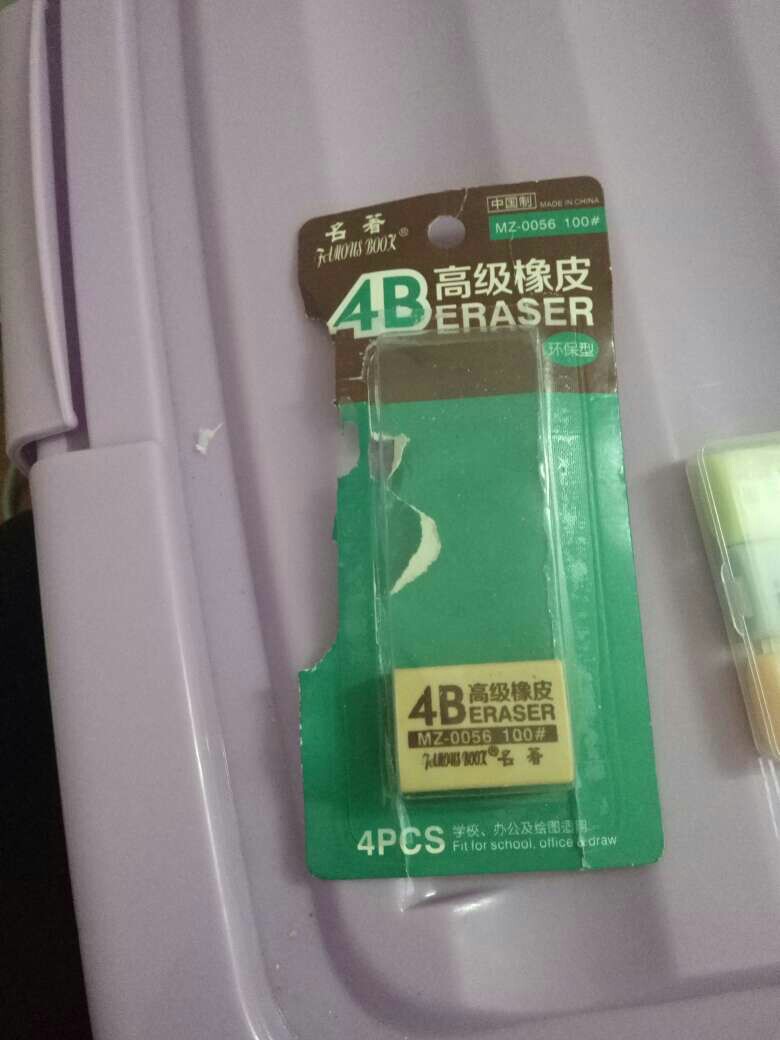 中国制 MADE IN CHINA
MZ-0056 100#
名著
FAMOUS BOOK®
4B 高级橡皮
ERASER
环保型
4B 高级橡皮
ERASER
MZ-0056 100#
FAMOUS BOOK® 名著
4PCS 学校、办公及绘图适用
Fit for school, office & draw